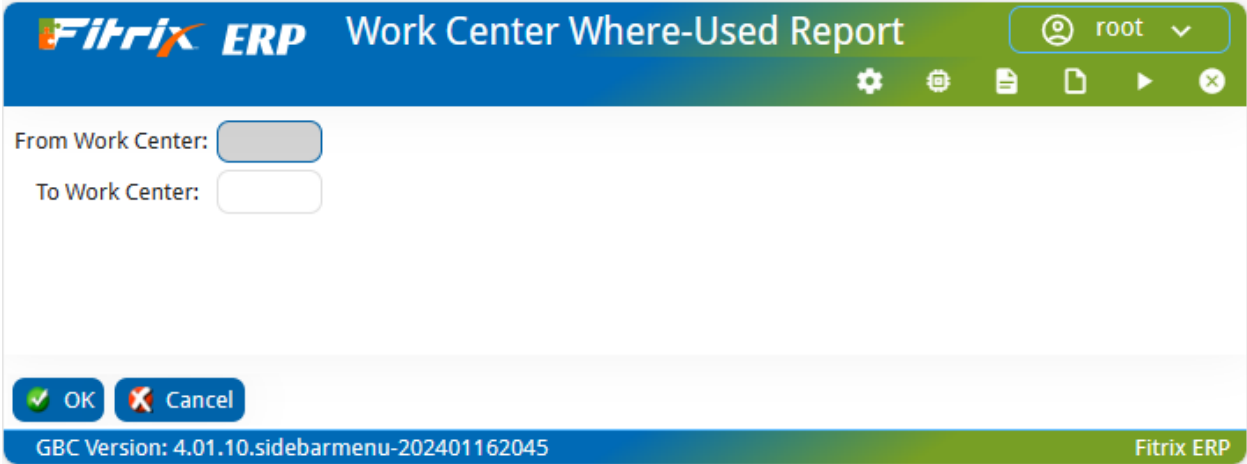 Fitrix ERP Work Center Where-Used Report root
From Work Center:
To Work Center:
OK Cancel
GBC Version: 4.01.10.sidebarmenu-202401162045 Fitrix ERP